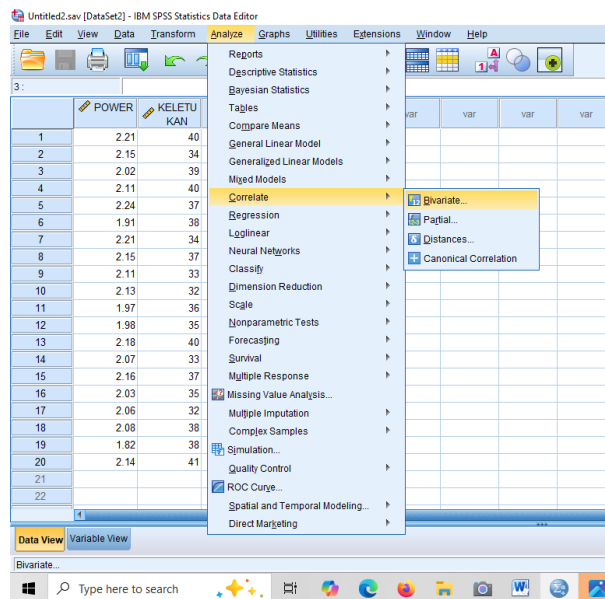 Untitled2.sav [DataSet2] - IBM SPSS Statistics Data Editor
File Edit View Data Transform Analyze Graphs Utilities Extensions Window Help
3 :
POWER KELETU var var var var
KAN
1 2.21 40
2 2.15 34
3 2.02 39
4 2.11 40
5 2.24 37
6 1.91 38
7 2.21 34
8 2.15 37
9 2.11 33
10 2.13 32
11 1.97 36
12 1.98 35
13 2.18 40
14 2.07 33
15 2.16 37
16 2.03 35
17 2.06 32
18 2.08 38
19 1.82 38
20 2.14 41
21
22
Reports
Descriptive Statistics
Bayesian Statistics
Tables
Compare Means
General Linear Model
Generalized Linear Models
Mixed Models
Correlate
Regression
Loglinear
Neural Networks
Classify
Dimension Reduction
Scale
Nonparametric Tests
Forecasting
Survival
Multiple Response
Missing Value Analysis...
Multiple Imputation
Complex Samples
Simulation...
Quality Control
ROC Curve...
Spatial and Temporal Modeling...
Direct Marketing
Bivariate...
Partial...
Distances...
Canonical Correlation
Data View Variable View
Bivariate...
Type here to search